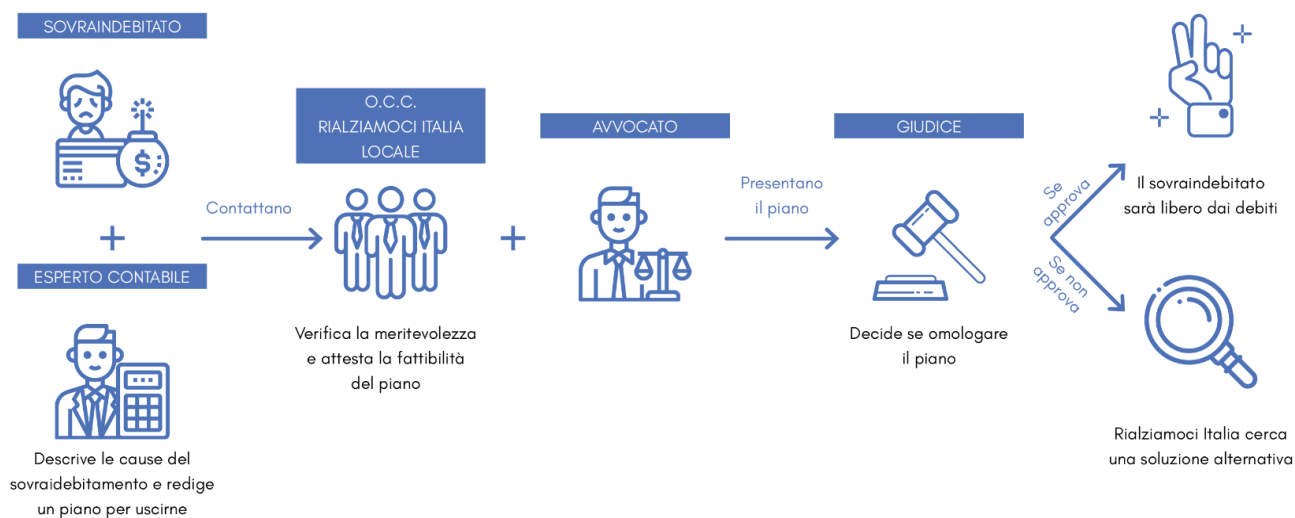 SOVRAINDEBITATO
+
ESPERTO CONTABILE
Descrive le cause del
sovraidebitamento e redige
un piano per uscirne
Contattano
O.C.C.
RIALZIAMOCI ITALIA
LOCALE
$
Verifica la meritevolezza
e attesta la fattibilità
del piano
+
AVVOCATO
Presentano
il piano
GIUDICE
Decide se omologare
il piano
Se
approva
Il sovraindebitato
sarà libero dai debiti
Se non
approva
Rialziamoci Italia cerca
una soluzione alternativa